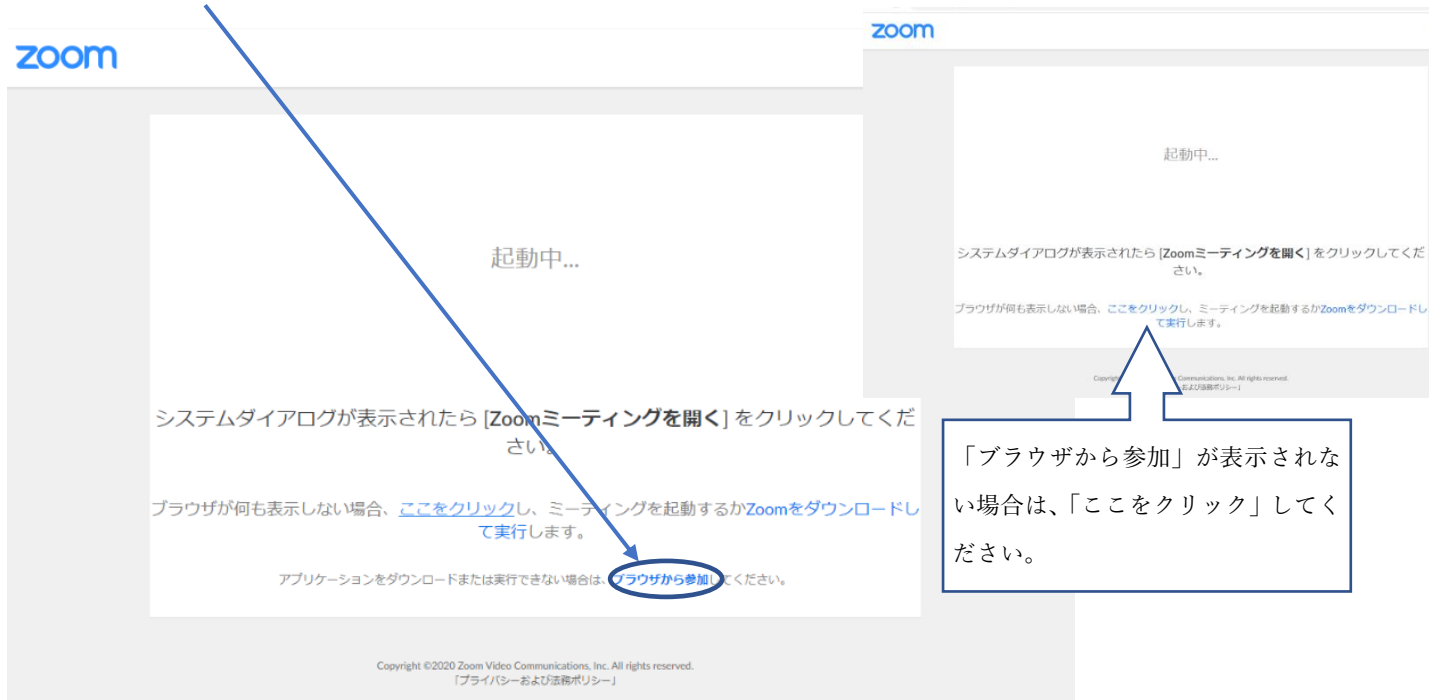 zoom
起動中...
システムダイアログが表示されたら [Zoomミーティングを開く] をクリックしてくだ
さい。
ブラウザが何も表示しない場合、ここをクリックし、ミーティングを起動するかZoomをダウンロードし
て実行します。
アプリケーションをダウンロードまたは実行できない場合は、ブラウザから参加してください。
Copyright ©2020 Zoom Video Communications, Inc. All rights reserved.
「プライバシーおよび法務ポリシー」
zoom
起動中...
システムダイアログが表示されたら [Zoomミーティングを開く] をクリックしてくだ
さい。
ブラウザが何も表示しない場合、ここをクリックし、ミーティングを起動するかZoomをダウンロードし
て実行します。
Communications, Inc. All rights reserved.
および法務ポリシー」
「ブラウザから参加」が表示されな
い場合は、「ここをクリック」してく
ださい。